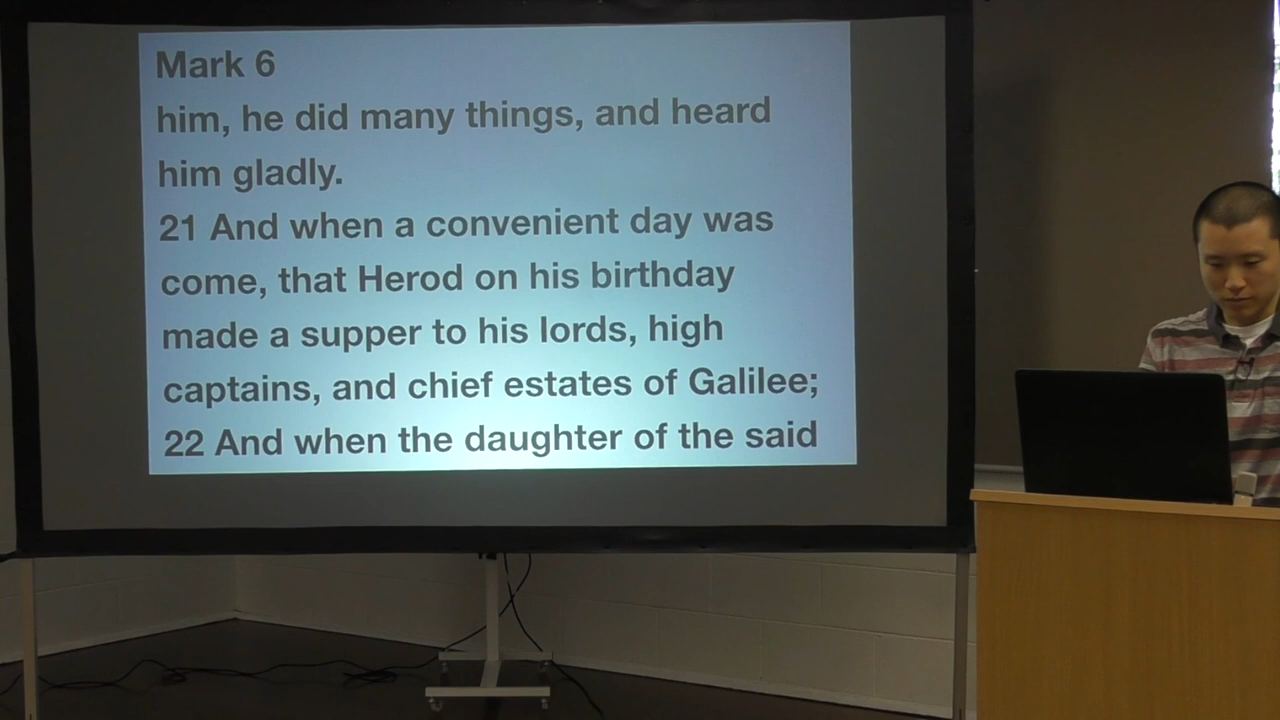 Mark 6
him, he did many things, and heard
him gladly.
21 And when a convenient day was
come, that Herod on his birthday
made a supper to his lords, high
captains, and chief estates of Galilee;
22 And when the daughter of the said